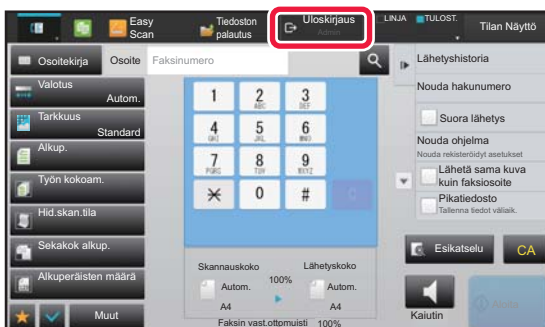 Easy
Scan
Tiedoston
palautus
Uloskirjaus
Admin
LINJA
TULOST.
Tilan Näyttö
Osoitekirja
Osoite
Faksinumero
Valotus
Autom.
Tarkkuus
Standard
Alkup.
Työn kokoam.
Hid.skan.tila
Sekakok alkup.
Alkuperäisten määrä
Muut
1 2 3
ABC DEF
4 5 6
GHI JKL MNO
7 8 9
PQRS TUV WXYZ
0 # C
Skannauskoko
Lähetyskoko
100%
Autom.
Autom.
A4
A4
Faksin vast.ottomuisti 100%
Lähetyshistoria
Nouda hakunumero
Suora lähetys
Nouda ohjelma
Nouda rekisteröidyt asetukset
Lähetä sama kuva
kuin faksiosoite
Pikatiedosto
Tallenna tiedot väliaik.
Esikatselu
CA
Kaiutin
Aloita